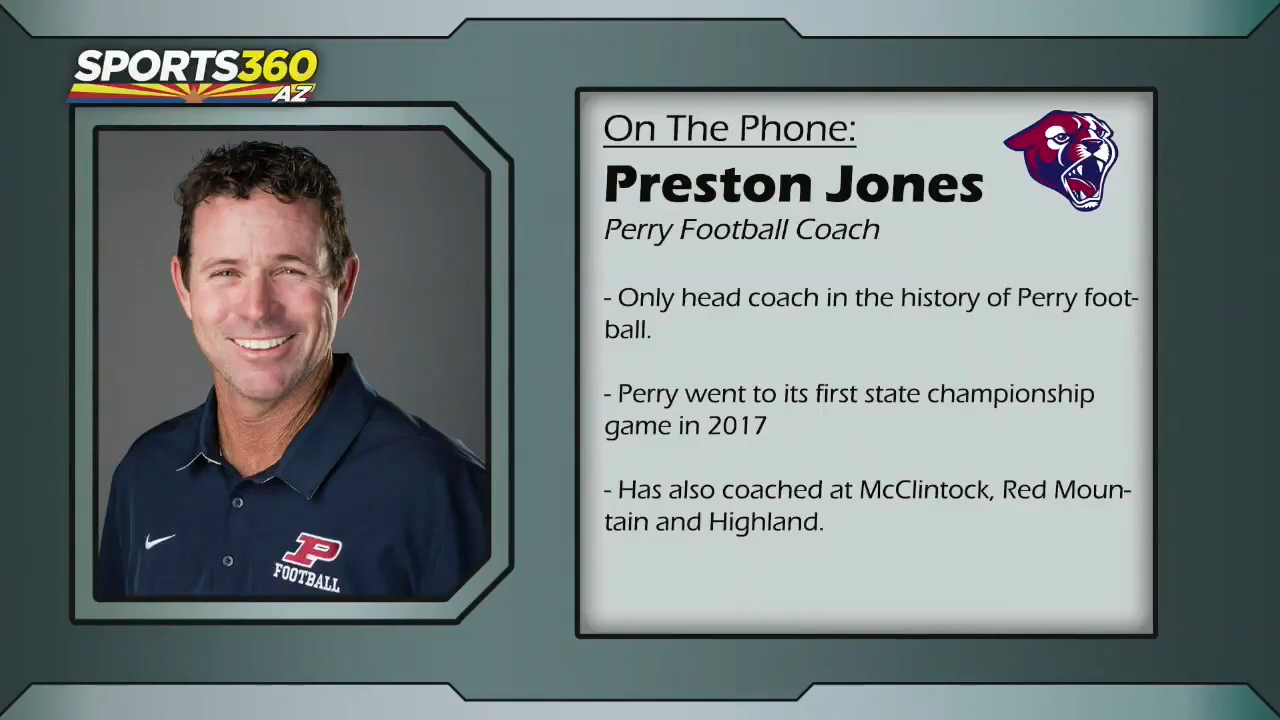 SPORTS360
AZ
On The Phone:
Preston Jones
Perry Football Coach
- Only head coach in the history of Perry foot-
ball.
- Perry went to its first state championship
game in 2017
- Has also coached at McClintock, Red Moun-
tain and Highland.
P
FOOTBALL